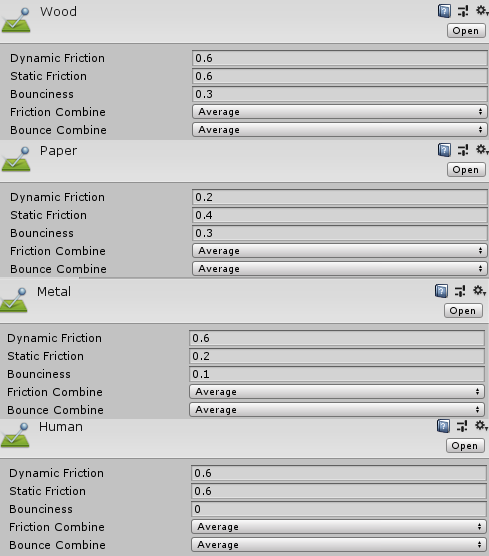 Wood
Open
Dynamic Friction 0.6
Static Friction 0.6
Bounciness 0.3
Friction Combine Average
Bounce Combine Average
Paper
Open
Dynamic Friction 0.2
Static Friction 0.4
Bounciness 0.3
Friction Combine Average
Bounce Combine Average
Metal
Open
Dynamic Friction 0.6
Static Friction 0.2
Bounciness 0.1
Friction Combine Average
Bounce Combine Average
Human
Open
Dynamic Friction 0.6
Static Friction 0.6
Bounciness 0
Friction Combine Average
Bounce Combine Average